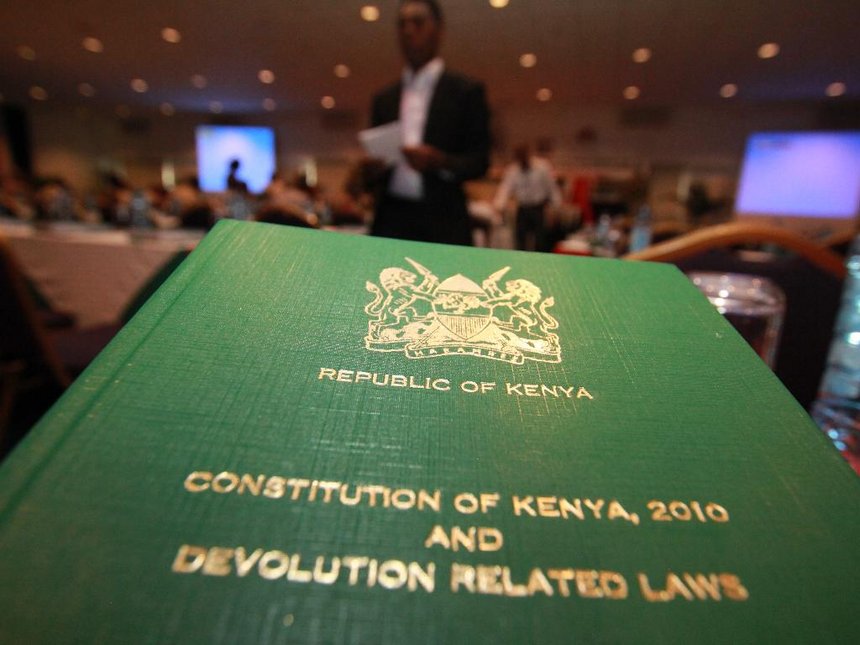 HARAMBEE
REPUBLIC OF KENYA
CONSTITUTION OF KENYA, 2010
AND
DEVOLUTION RELATED LAWS